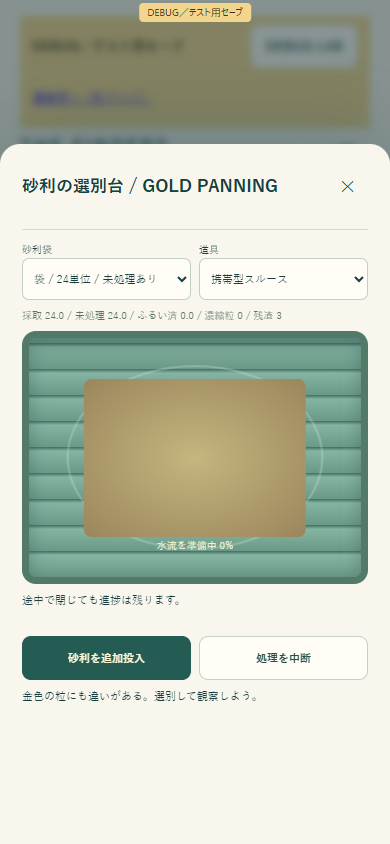 DEBUG／テスト用セーブ
砂利の選別台 / GOLD PANNING
砂利袋
道具
袋 / 24単位 / 未処理あり
携帯型スルース
採取 24.0 / 未処理 24.0 / ふるい済 0.0 / 濃縮粒 0 / 残渣 3
水流を準備中 0%
途中で閉じても進捗は残ります。
砂利を追加投入
処理を中断
金色の粒にも違いがある。選別して観察しよう。